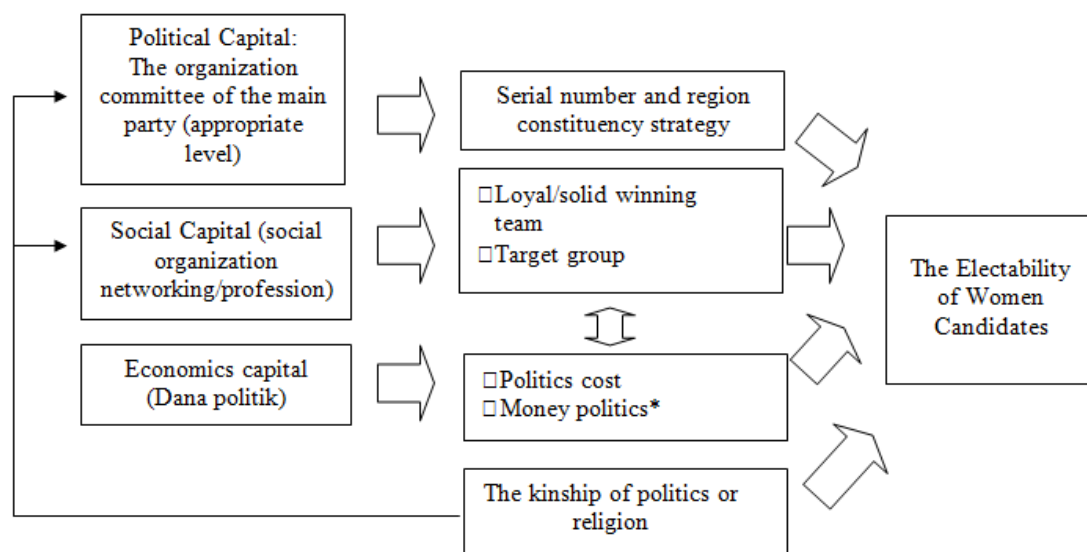 Political Capital:
The organization
committee of the main
party (appropriate
level)
Serial number and region
constituency strategy
Social Capital (social
organization
networking/profession)
□Loyal/solid winning
team
□Target group
The Electability
of Women
Candidates
Economics capital
(Dana politik)
□Politics cost
□Money politics*
The kinship of politics or
religion